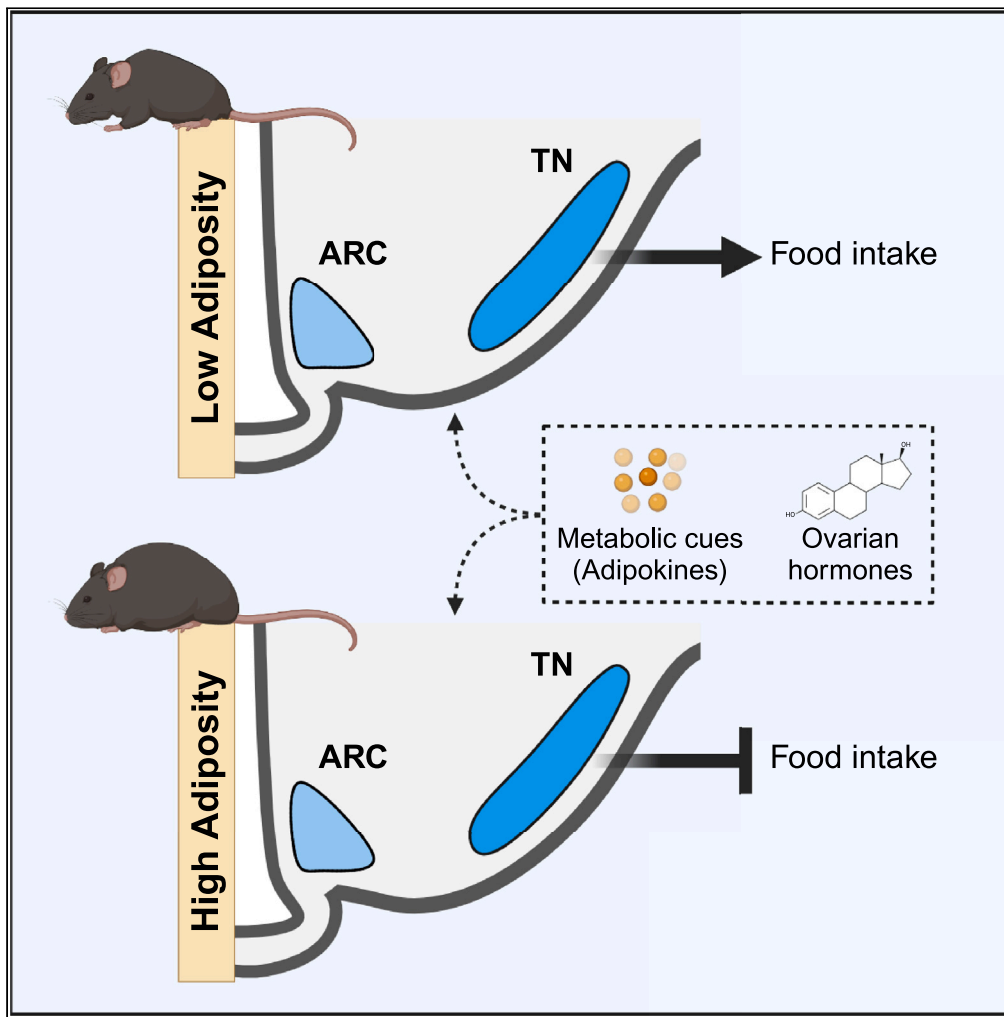 Low Adiposity
TN
ARC
Food intake
OH
HO
Metabolic cues
(Adipokines)
Ovarian
hormones
High Adiposity
TN
ARC
Food intake